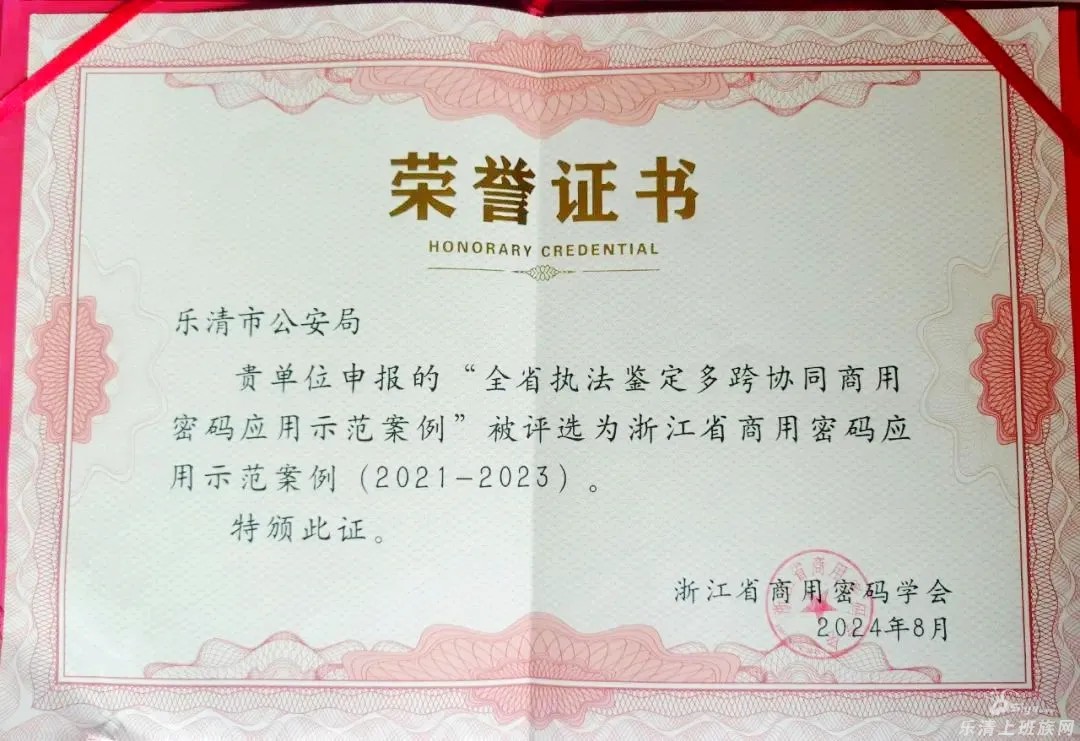 荣誉证书
HONORARY CREDENTIAL
乐清市公安局
贵单位申报的“全省执法鉴定多跨协同商用
密码应用示范案例”被评选为浙江省商用密码应
用示范案例（2021-2023）。
特颁此证。
浙江省商用密码学会
2024年8月
乐清上班族网